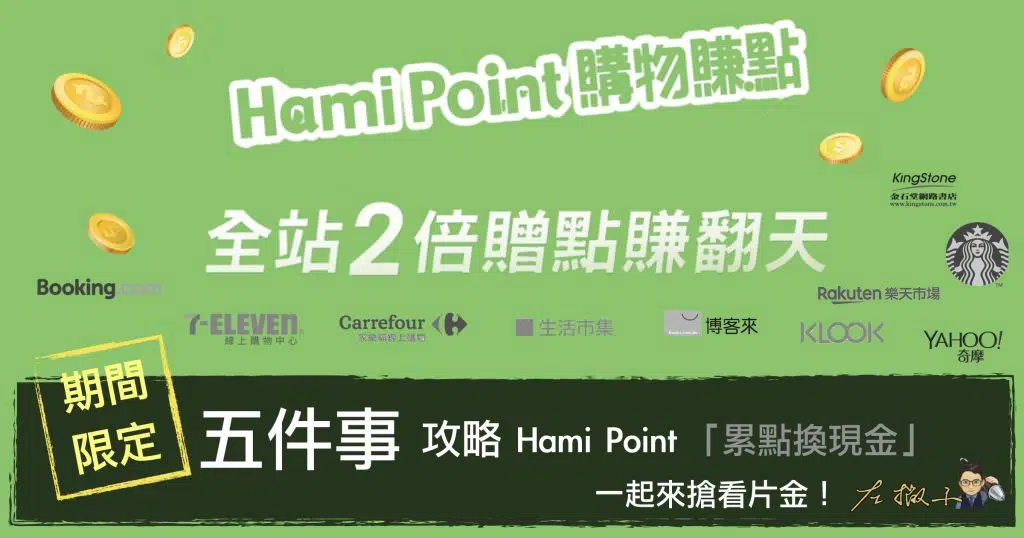 Hami Point 購物賺點
全站2倍贈點賺翻天
KingStone
金石堂網路書店
www.kingstone.com.tw
Booking.com
Rakuten 樂天市場
7-ELEVEN
線上購物中心
Carrefour
家樂福線上購物
生活市集
博客來
KLOOK
YAHOO!
奇摩
期間
限定
五件事 攻略 Hami Point 「累點換現金」
一起來搶看片金！ 左撇子